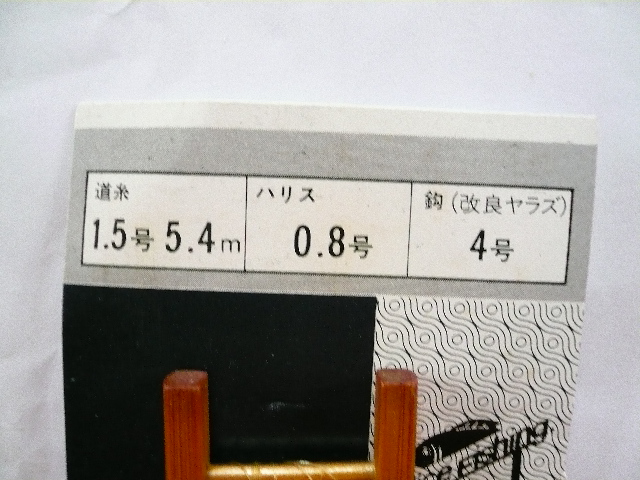 道糸
1.5号 5.4m
ハリス
0.8号
鈎(改良ヤラズ)
4号
fishing